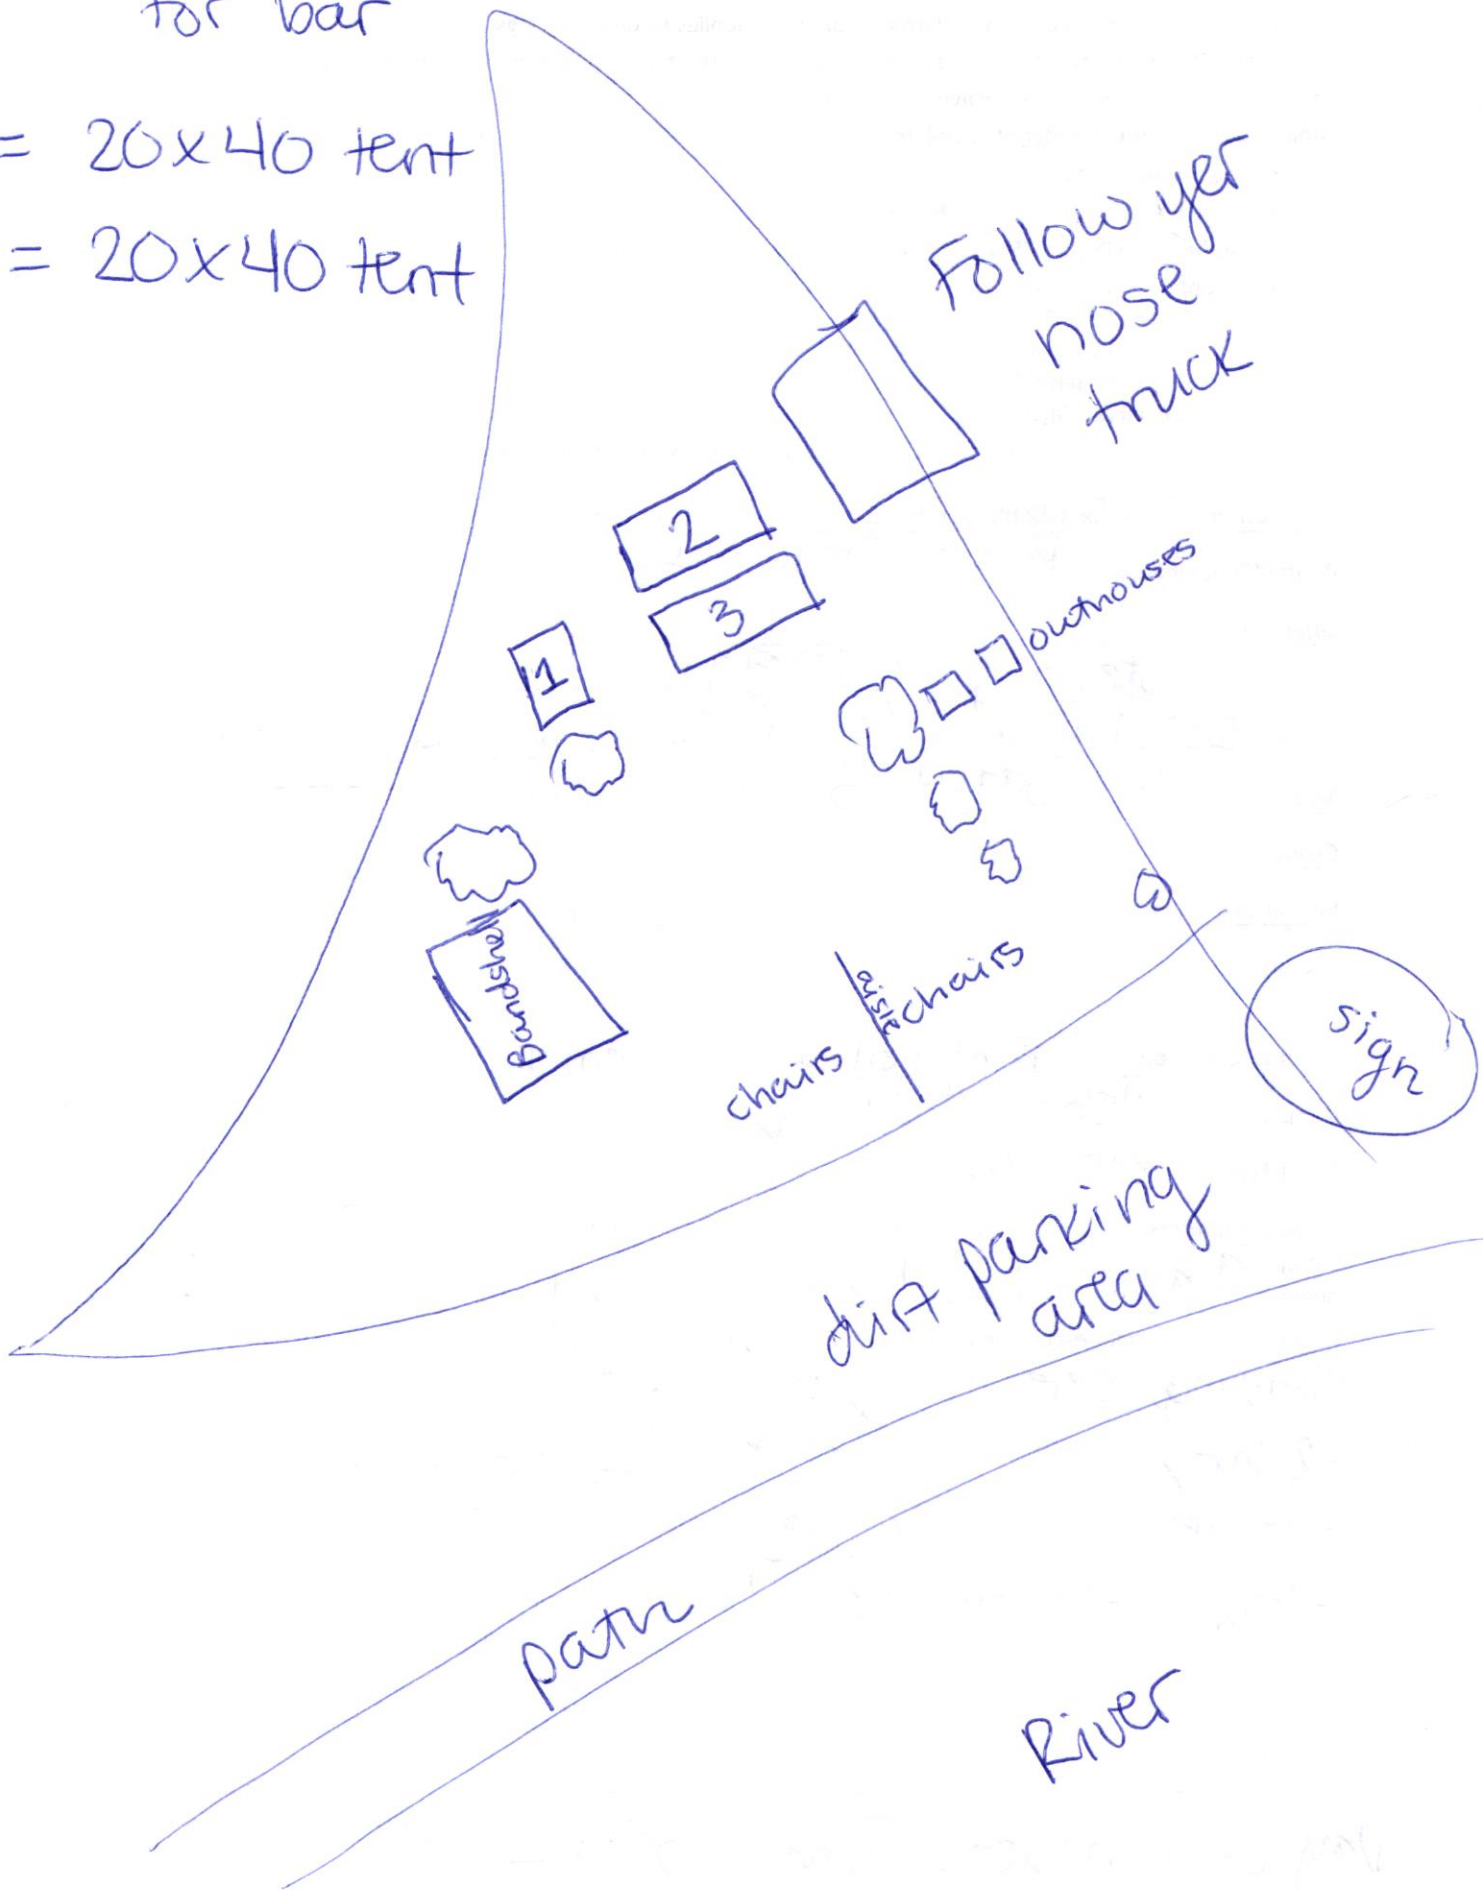 for bar
= 20x40 tent
= 20x40 tent
Follow yer
nose
truck
2
3
1
outhouses
Bandshell
aisle
chairs
chairs
sign
dirt parking
area
path
River